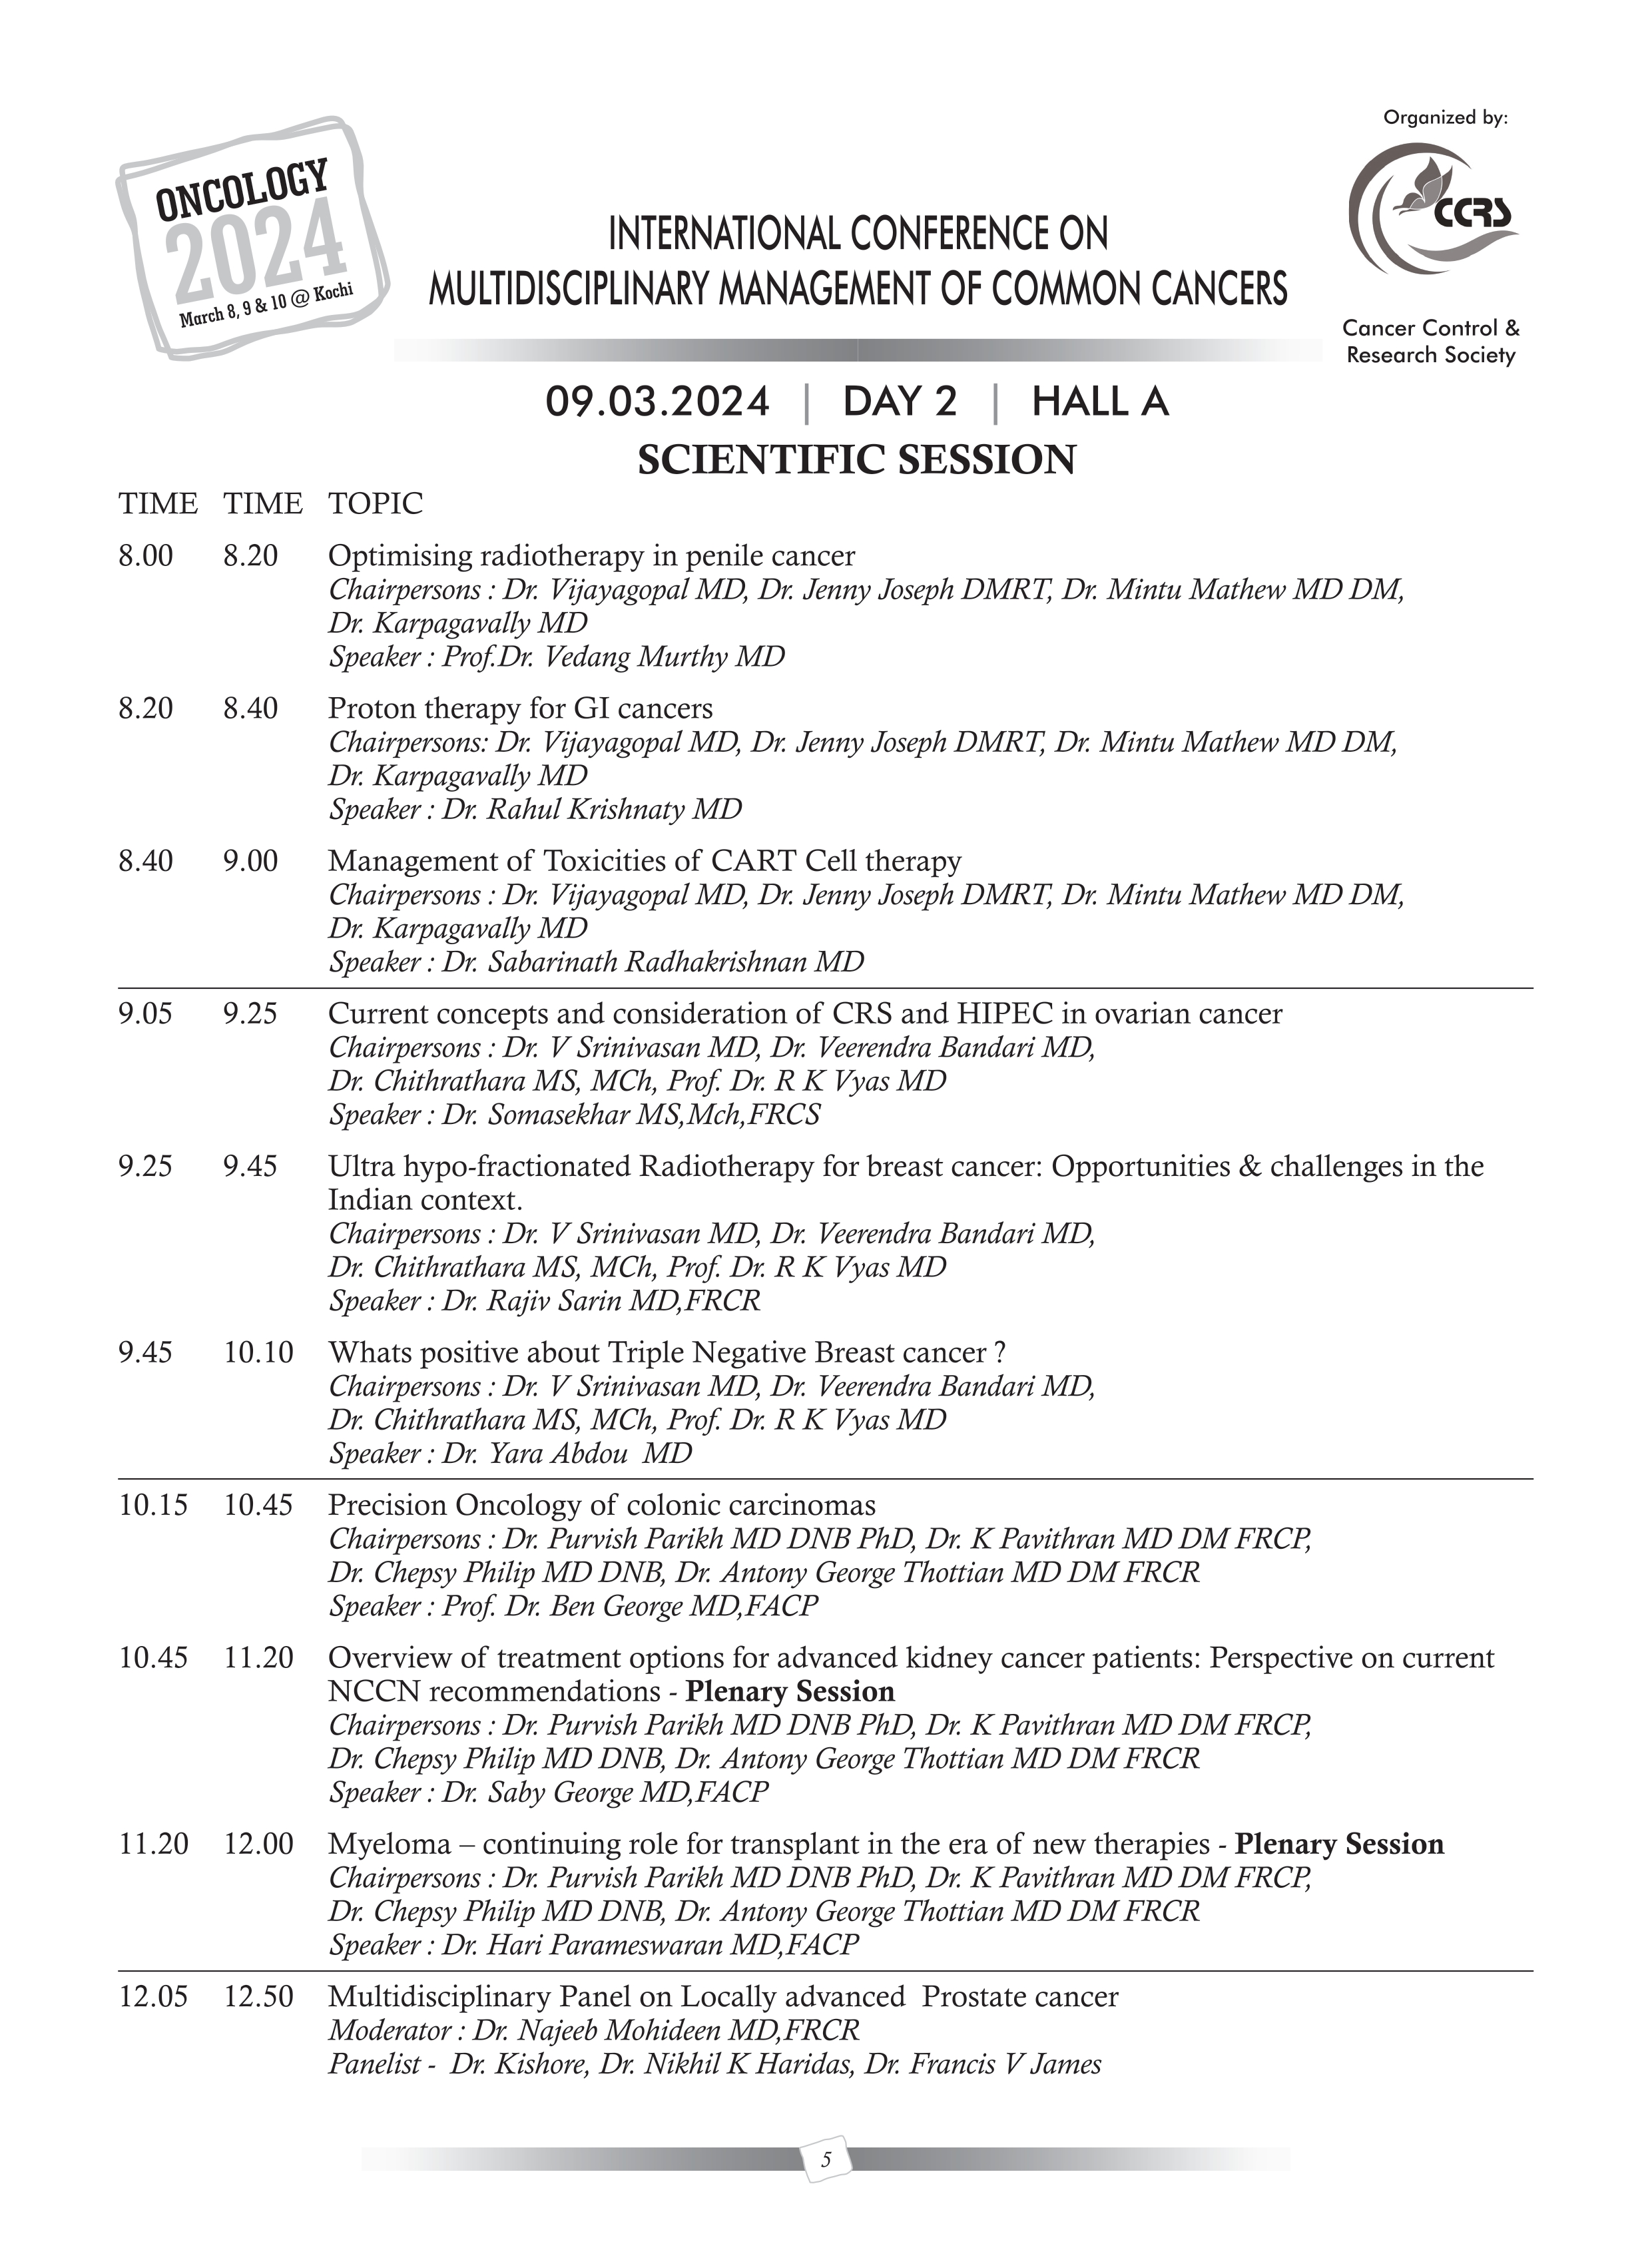 ONCOLOGY
2024
March 8, 9 & 10 @ Kochi
INTERNATIONAL CONFERENCE ON
MULTIDISCIPLINARY MANAGEMENT OF COMMON CANCERS
Organized by:
CCRS
Cancer Control &
Research Society
09.03.2024 | DAY 2 | HALL A
SCIENTIFIC SESSION
TIME TIME TOPIC
8.00 8.20 Optimising radiotherapy in penile cancer
Chairpersons : Dr. Vijayagopal MD, Dr. Jenny Joseph DMRT, Dr. Mintu Mathew MD DM,
Dr. Karpagavally MD
Speaker : Prof.Dr. Vedang Murthy MD
8.20 8.40 Proton therapy for GI cancers
Chairpersons: Dr. Vijayagopal MD, Dr. Jenny Joseph DMRT, Dr. Mintu Mathew MD DM,
Dr. Karpagavally MD
Speaker : Dr. Rahul Krishnaty MD
8.40 9.00 Management of Toxicities of CART Cell therapy
Chairpersons : Dr. Vijayagopal MD, Dr. Jenny Joseph DMRT, Dr. Mintu Mathew MD DM,
Dr. Karpagavally MD
Speaker : Dr. Sabarinath Radhakrishnan MD
9.05 9.25 Current concepts and consideration of CRS and HIPEC in ovarian cancer
Chairpersons : Dr. V Srinivasan MD, Dr. Veerendra Bandari MD,
Dr. Chithrathara MS, MCh, Prof. Dr. R K Vyas MD
Speaker : Dr. Somasekhar MS,Mch,FRCS
9.25 9.45 Ultra hypo-fractionated Radiotherapy for breast cancer: Opportunities & challenges in the
Indian context.
Chairpersons : Dr. V Srinivasan MD, Dr. Veerendra Bandari MD,
Dr. Chithrathara MS, MCh, Prof. Dr. R K Vyas MD
Speaker : Dr. Rajiv Sarin MD,FRCR
9.45 10.10 Whats positive about Triple Negative Breast cancer ?
Chairpersons : Dr. V Srinivasan MD, Dr. Veerendra Bandari MD,
Dr. Chithrathara MS, MCh, Prof. Dr. R K Vyas MD
Speaker : Dr. Yara Abdou MD
10.15 10.45 Precision Oncology of colonic carcinomas
Chairpersons : Dr. Purvish Parikh MD DNB PhD, Dr. K Pavithran MD DM FRCP,
Dr. Chepsy Philip MD DNB, Dr. Antony George Thottian MD DM FRCR
Speaker : Prof. Dr. Ben George MD,FACP
10.45 11.20 Overview of treatment options for advanced kidney cancer patients: Perspective on current
NCCN recommendations - Plenary Session
Chairpersons : Dr. Purvish Parikh MD DNB PhD, Dr. K Pavithran MD DM FRCP,
Dr. Chepsy Philip MD DNB, Dr. Antony George Thottian MD DM FRCR
Speaker : Dr. Saby George MD,FACP
11.20 12.00 Myeloma – continuing role for transplant in the era of new therapies - Plenary Session
Chairpersons : Dr. Purvish Parikh MD DNB PhD, Dr. K Pavithran MD DM FRCP,
Dr. Chepsy Philip MD DNB, Dr. Antony George Thottian MD DM FRCR
Speaker : Dr. Hari Parameswaran MD,FACP
12.05 12.50 Multidisciplinary Panel on Locally advanced Prostate cancer
Moderator : Dr. Najeeb Mohideen MD,FRCR
Panelist - Dr. Kishore, Dr. Nikhil K Haridas, Dr. Francis V James
5